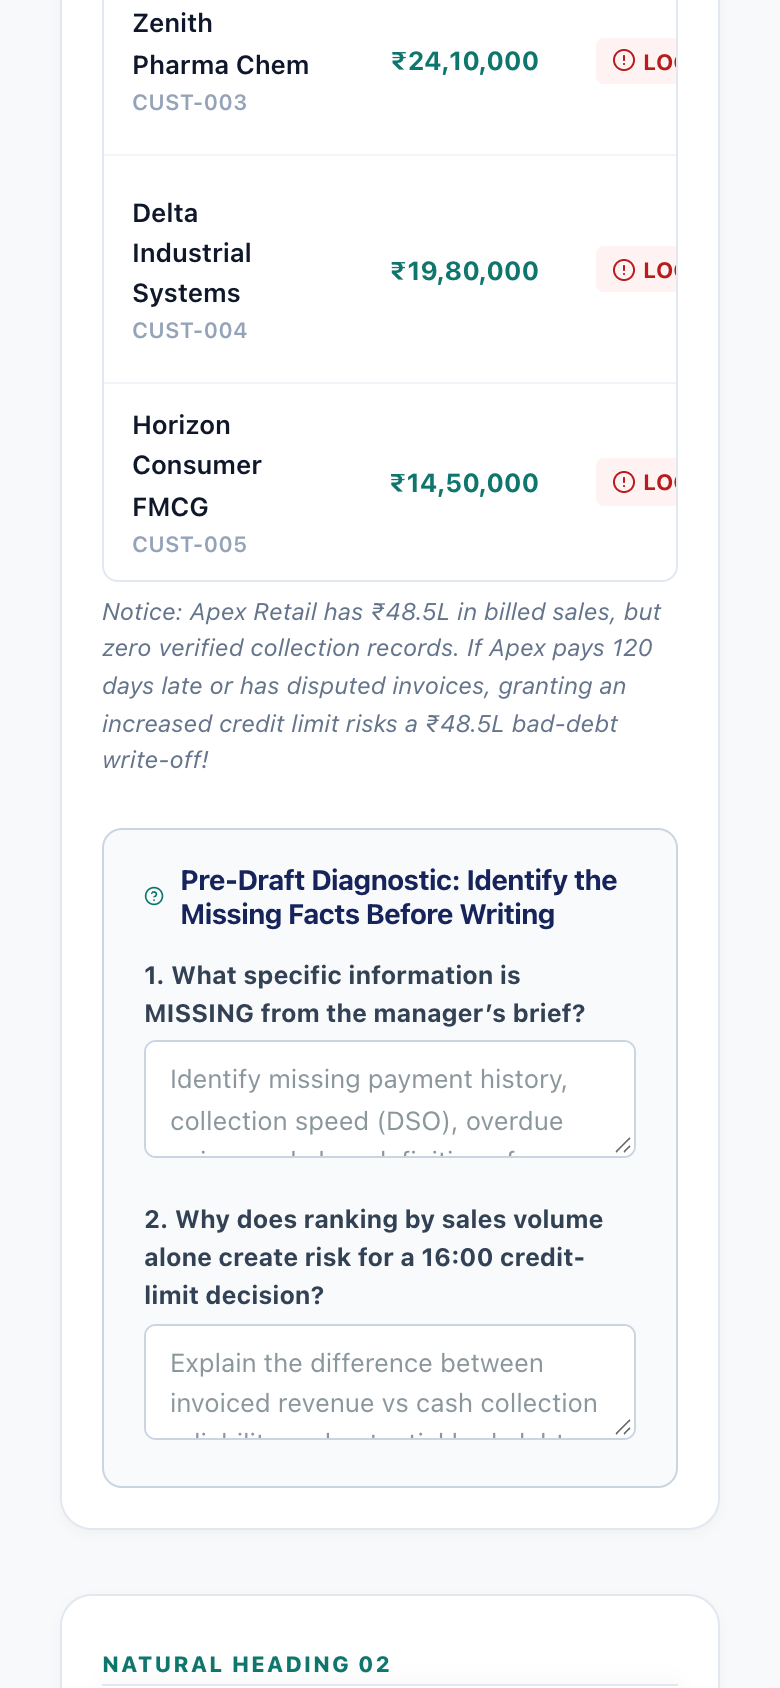 Zenith
Pharma Chem
CUST-003
₹24,10,000
Delta
Industrial
Systems
CUST-004
₹19,80,000
Horizon
Consumer
FMCG
CUST-005
₹14,50,000
Notice: Apex Retail has ₹48.5L in billed sales, but
zero verified collection records. If Apex pays 120
days late or has disputed invoices, granting an
increased credit limit risks a ₹48.5L bad-debt
write-off!
Pre-Draft Diagnostic: Identify the
Missing Facts Before Writing
1. What specific information is
MISSING from the manager’s brief?
Identify missing payment history,
collection speed (DSO), overdue
2. Why does ranking by sales volume
alone create risk for a 16:00 credit-
limit decision?
Explain the difference between
invoiced revenue vs cash collection
NATURAL HEADING 02